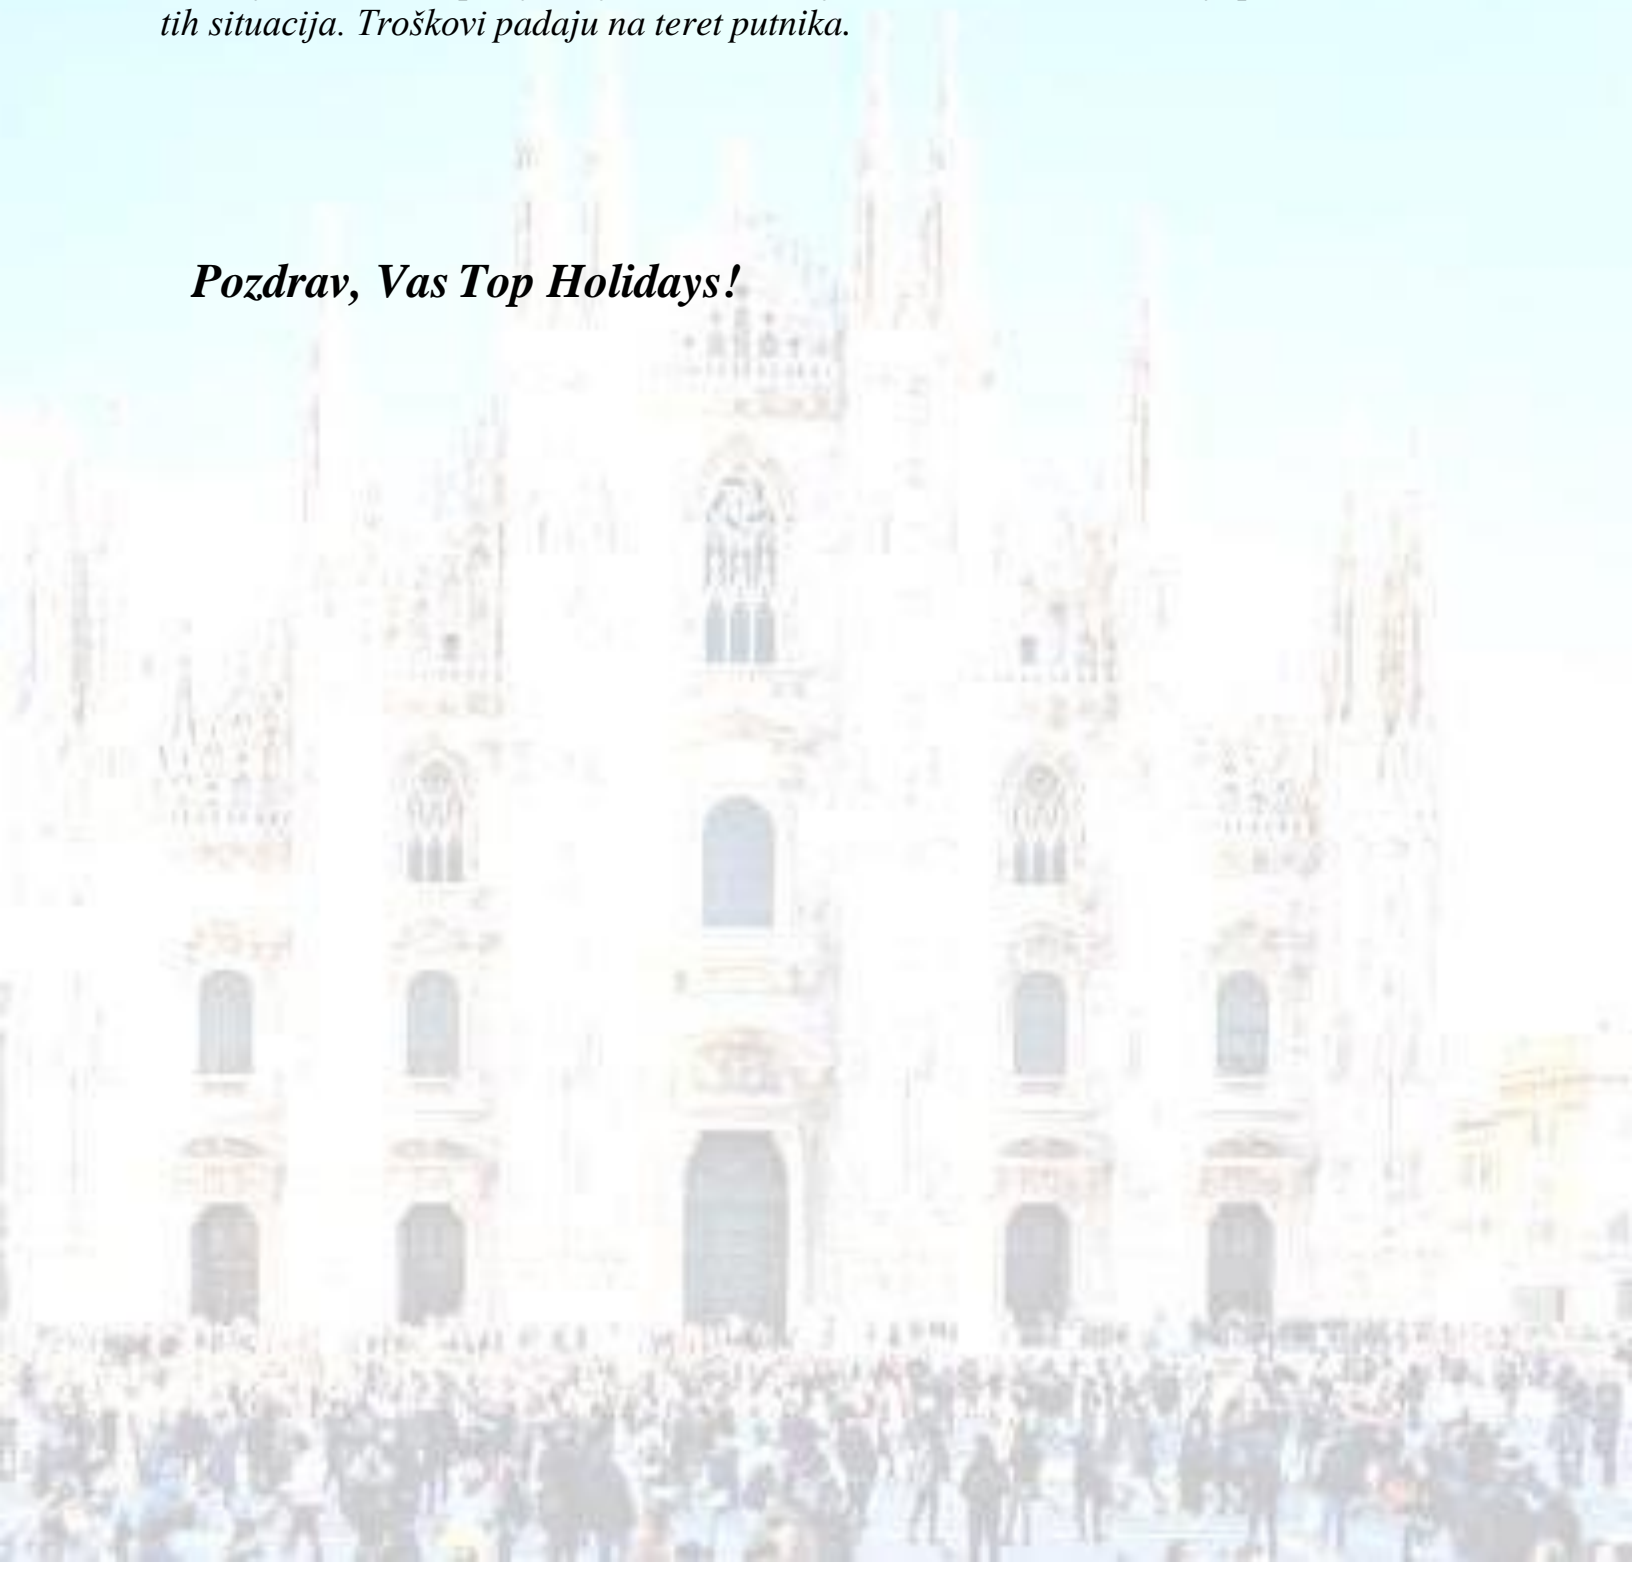 tih situacija. Troškovi padaju na teret putnika.
Pozdrav, Vas Top Holidays!